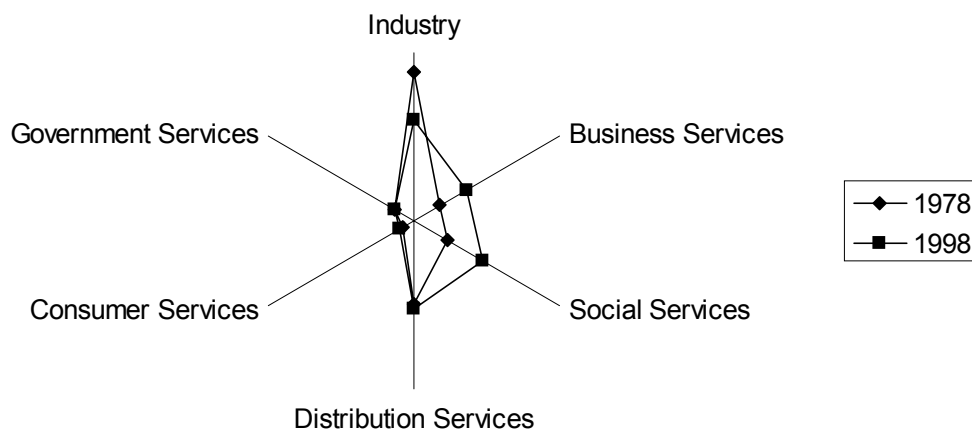 Industry
Government Services
Business Services
1978
1998
Consumer Services
Social Services
Distribution Services